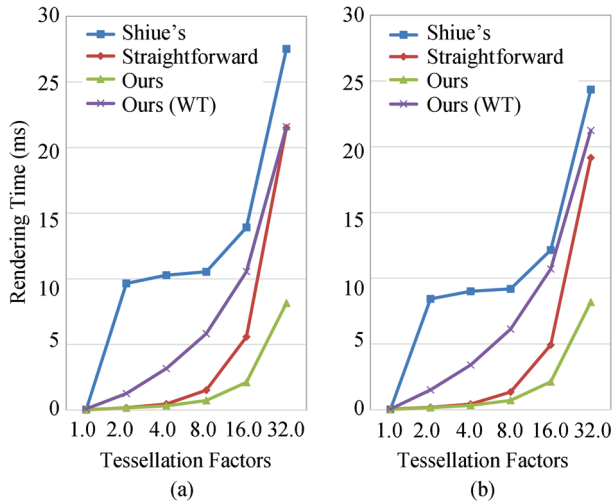 30
25
20
15
10
5
0
Rendering Time (ms)
Shiue's
Straightforward
Ours
Ours (WT)
1.0 2.0 4.0 8.0 16.0 32.0
Tessellation Factors
(a)
30
25
20
15
10
5
0
Shiue's
Straightforward
Ours
Ours (WT)
1.0 2.0 4.0 8.0 16.0 32.0
Tessellation Factors
(b)